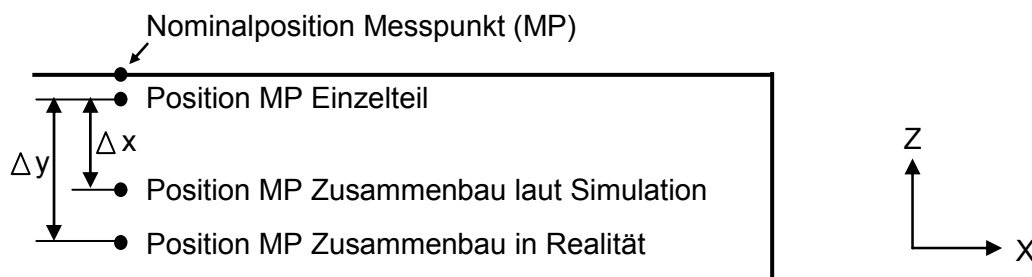 Nominalposition Messpunkt (MP)
Position MP Einzelteil
△x
△y
Z
Position MP Zusammenbau laut Simulation
Position MP Zusammenbau in Realität
X